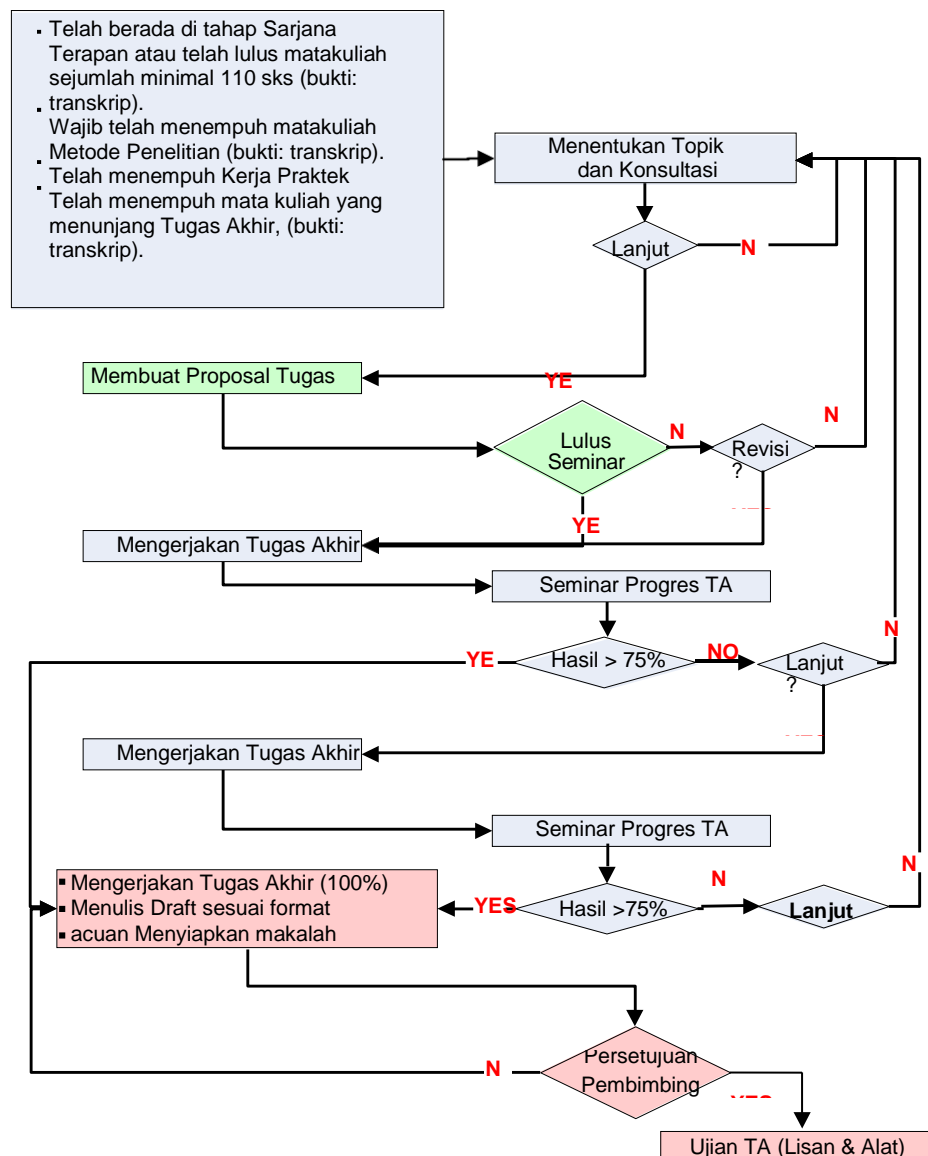 ▪ Telah berada di tahap Sarjana
Terapan atau telah lulus matakuliah
sejumlah minimal 110 sks (bukti:
▪ transkrip).
Wajib telah menempuh matakuliah
▪ Metode Penelitian (bukti: transkrip).
▪ Telah menempuh Kerja Praktek
Telah menempuh mata kuliah yang
menunjang Tugas Akhir, (bukti:
transkrip).
Menentukan Topik
dan Konsultasi
Lanjut
N
Membuat Proposal Tugas
YE
Lulus
Seminar
N
Revisi
?
N
YE
Mengerjakan Tugas Akhir
Seminar Progres TA
YE
Hasil > 75%
NO
Lanjut
?
N
Mengerjakan Tugas Akhir
Seminar Progres TA
▪ Mengerjakan Tugas Akhir (100%)
▪ Menulis Draft sesuai format
▪ acuan Menyiapkan makalah
YES
Hasil >75%
N
Lanjut
N
Persetujuan
Pembimbing
N
YES
Ujian TA (Lisan & Alat)